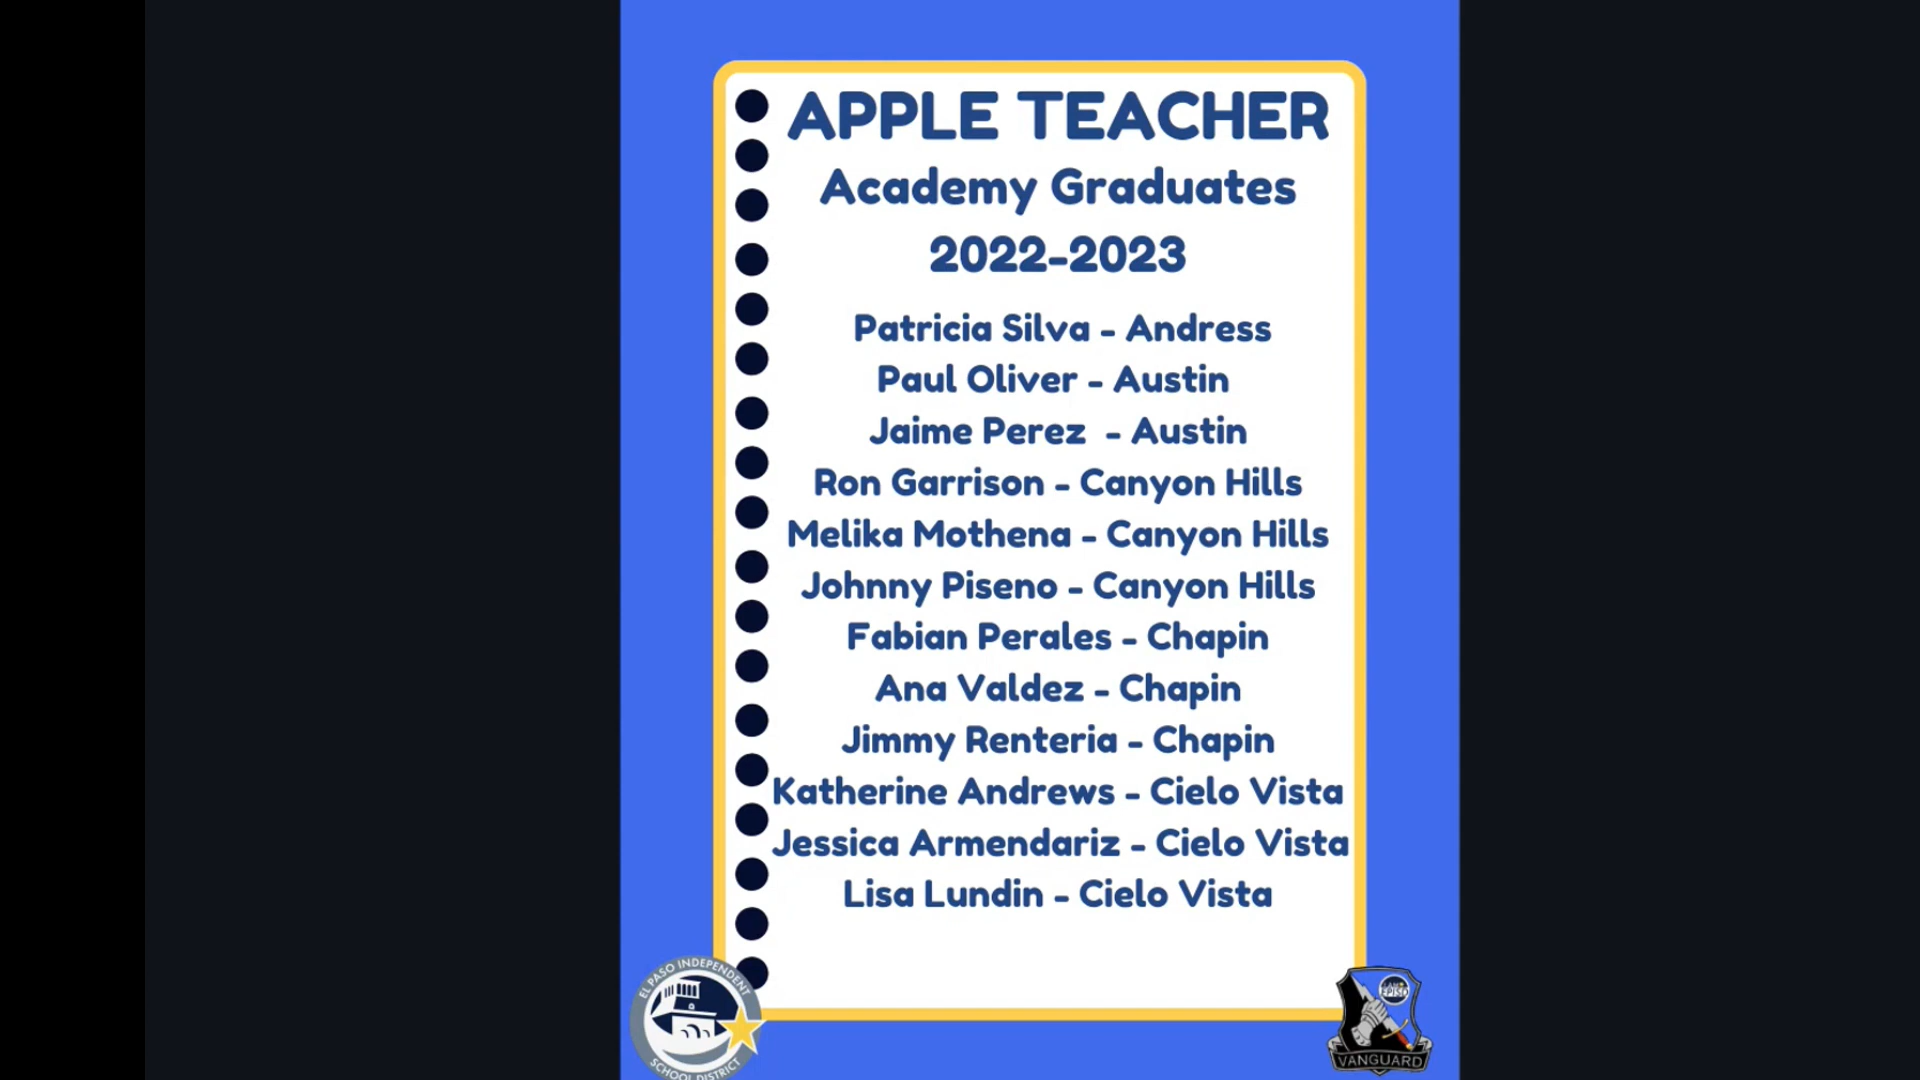 APPLE TEACHER
Academy Graduates
2022-2023
Patricia Silva - Andress
Paul Oliver - Austin
Jaime Perez  - Austin
Ron Garrison - Canyon Hills
Melika Mothena - Canyon Hills
Johnny Piseno - Canyon Hills
Fabian Perales - Chapin
Ana Valdez - Chapin
Jimmy Renteria - Chapin
Katherine Andrews - Cielo Vista
Jessica Armendariz - Cielo Vista
Lisa Lundin - Cielo Vista
EL PASO INDEPENDENT
SCHOOL DISTRICT
EPISD
VANGUARD